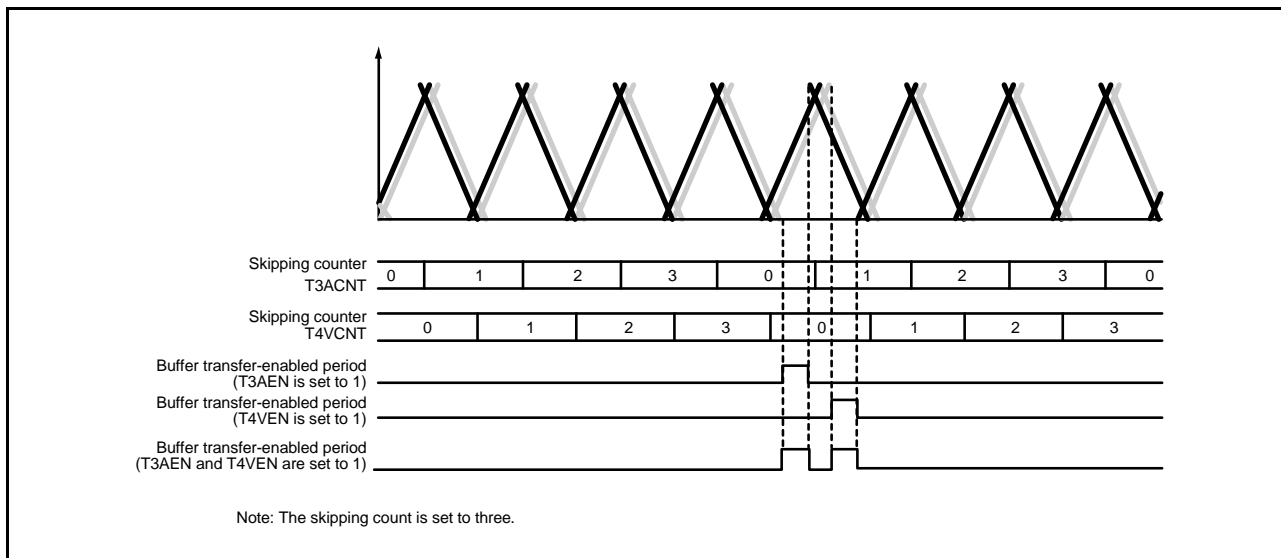 Skipping counter
T3ACNT
0 1 2 3 0 1 2 3 0
Skipping counter
T4VCNT
0 1 2 3 0 1 2 3
Buffer transfer-enabled period
(T3AEN is set to 1)
Buffer transfer-enabled period
(T4VEN is set to 1)
Buffer transfer-enabled period
(T3AEN and T4VEN are set to 1)
Note: The skipping count is set to three.